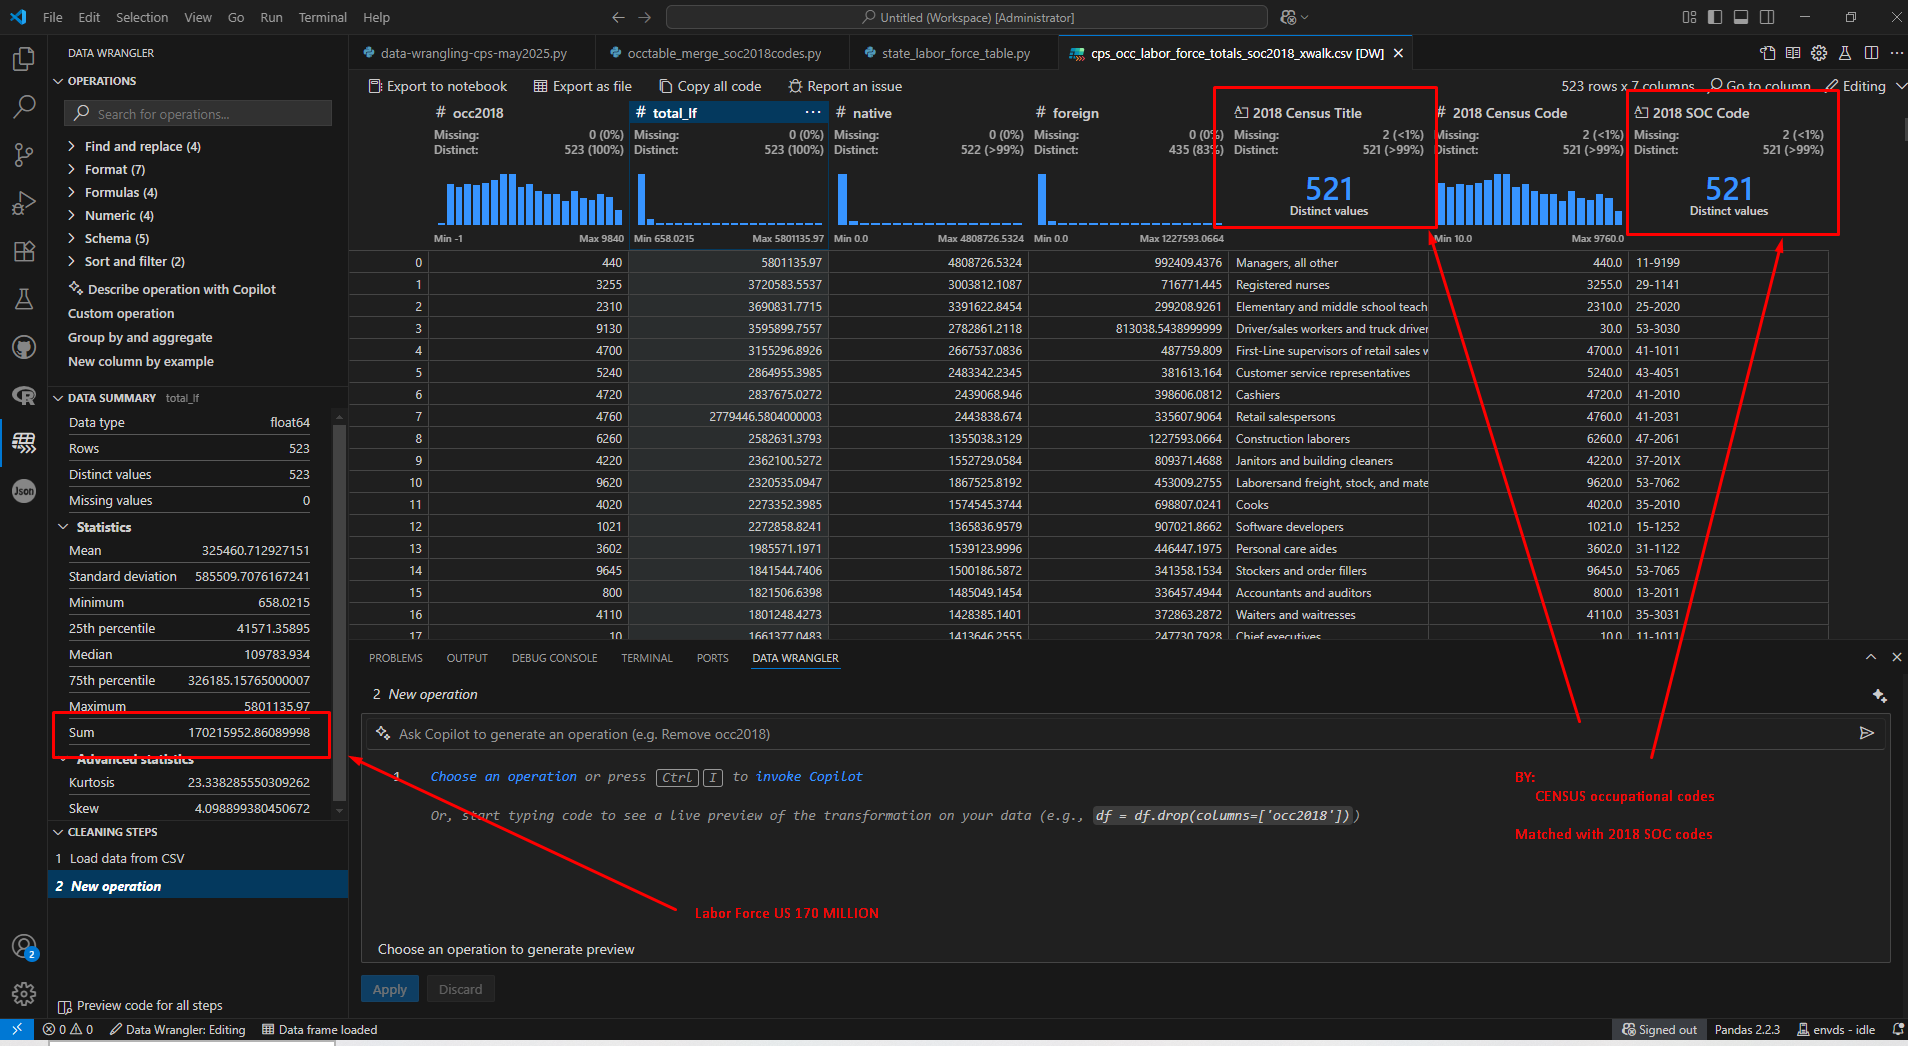 File Edit Selection View Go Run Terminal Help
Untitled (Workspace) [Administrator]
DATA WRANGLER
data-wrangling-cps-may2025.py
occtable_merge_soc2018codes.py
state_labor_force_table.py
cps_occ_labor_force_totals_soc2018_xwalk.csv [DW]
OPERATIONS
Search for operations...
Find and replace (4)
Format (7)
Formulas (4)
Numeric (4)
Schema (5)
Sort and filter (2)
Describe operation with Copilot
Custom operation
Group by and aggregate
New column by example
DATA SUMMARY total_lf
Data type float64
Rows 523
Distinct values 523
Missing values 0
Statistics
Mean 325460.712927151
Standard deviation 585509.7076167241
Minimum 658.0215
25th percentile 41571.35895
Median 109783.934
75th percentile 326185.15765000007
Maximum 5801135.97
Sum 170215952.86089998
Advanced statistics
Kurtosis 23.338285550309262
Skew 4.098899380450672
CLEANING STEPS
1 Load data from CSV
2 New operation
Preview code for all steps
Export to notebook Export as file Copy all code Report an issue
523 rows x 7 columns Go to column Editing
# occ2018 # total_lf ··· # native # foreign 2018 Census Title # 2018 Census Code 2018 SOC Code
Missing: 0 (0%) Missing: 0 (0%) Missing: 0 (0%) Missing: 0 (0% Missing: 2 (<1%) Missing: 2 (<1%) Missing: 2 (<1%)
Distinct: 523 (100%) Distinct: 523 (100%) Distinct: 522 (>99%) Distinct: 435 (83% Distinct: 521 (>99%) Distinct: 521 (>99%) Distinct: 521 (>99%)
521 521
Distinct values Distinct values
Min -1 Max 9840 Min 658.0215 Max 5801135.97 Min 0.0 Max 4808726.5324 Min 0.0 Max 1227593.0664 Min 10.0 Max 9760.0
0 440 5801135.97 4808726.5324 992409.4376 Managers, all other 440.0 11-9199
1 3255 3720583.5537 3003812.1087 716771.445 Registered nurses 3255.0 29-1141
2 2310 3690831.7715 3391622.8454 299208.9261 Elementary and middle school teach 2310.0 25-2020
3 9130 3595899.7557 2782861.2118 813038.5438999999 Driver/sales workers and truck driver 30.0 53-3030
4 4700 3155296.8926 2667537.0836 487759.809 First-Line supervisors of retail sales w 4700.0 41-1011
5 5240 2864955.3985 2483342.2345 381613.164 Customer service representatives 5240.0 43-4051
6 4720 2837675.0272 2439068.946 398606.0812 Cashiers 4720.0 41-2010
7 4760 2779446.5804000003 2443838.674 335607.9064 Retail salespersons 4760.0 41-2031
8 6260 2582631.3793 1355038.3129 1227593.0664 Construction laborers 6260.0 47-2061
9 4220 2362100.5272 1552729.0584 809371.4688 Janitors and building cleaners 4220.0 37-201X
10 9620 2320535.0947 1867525.8192 453009.2755 Laborersand freight, stock, and mate 9620.0 53-7062
11 4020 2273352.3985 1574545.3744 698807.0241 Cooks 4020.0 35-2010
12 1021 2272858.8241 1365836.9579 907021.8662 Software developers 1021.0 15-1252
13 3602 1985571.1971 1539123.9996 446447.1975 Personal care aides 3602.0 31-1122
14 9645 1841544.7406 1500186.5872 341358.1534 Stockers and order fillers 9645.0 53-7065
15 800 1821506.6398 1485049.1454 336457.4944 Accountants and auditors 800.0 13-2011
16 4110 1801248.4273 1428385.1401 372863.2872 Waiters and waitresses 4110.0 35-3031
17 10 1661377.0483 1413646.2555 247730.7928 Chief executives 10.0 11-1011
PROBLEMS OUTPUT DEBUG CONSOLE TERMINAL PORTS DATA WRANGLER
2 New operation
Ask Copilot to generate an operation (e.g. Remove occ2018)
1 Choose an operation or press Ctrl I to invoke Copilot
Or, start typing code to see a live preview of the transformation on your data (e.g., df = df.drop(columns=['occ2018']))
BY:
CENSUS occupational codes
Matched with 2018 SOC codes
Labor Force US 170 MILLION
Choose an operation to generate preview
Apply Discard
Json
2
0 0 Data Wrangler: Editing Data frame loaded
Signed out Pandas 2.2.3 envds - idle